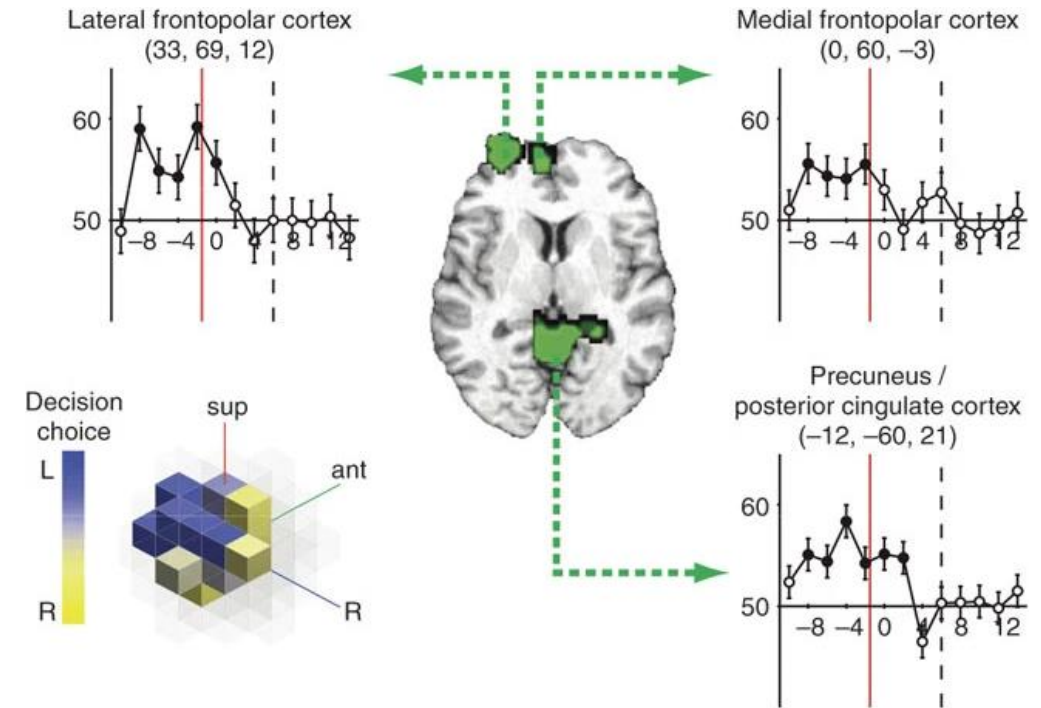 Lateral frontopolar cortex
(33, 69, 12)
60
50
−8 −4 0 4 8 12
Medial frontopolar cortex
(0, 60, −3)
60
50
−8 −4 0 4 8 12
Decision
choice
L
R
sup
ant
R
Precuneus /
posterior cingulate cortex
(−12, −60, 21)
60
50
−8 −4 0 4 8 12